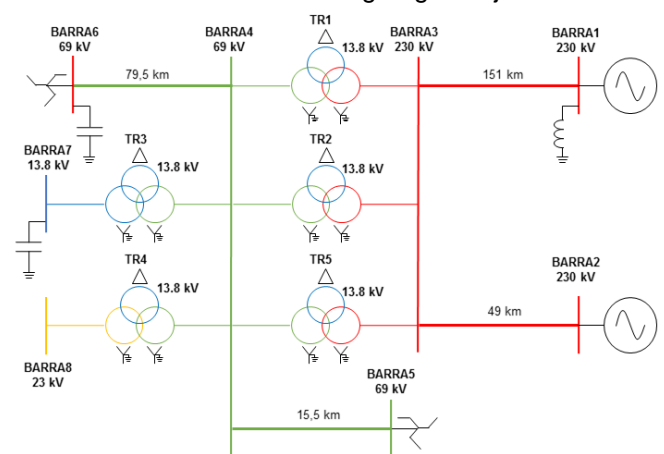 BARRA6
69 kV
BARRA4
69 kV
TR1
13.8 kV
BARRA3
230 kV
BARRA1
230 kV
79,5 km
151 km
BARRA7
13.8 kV
TR3
13.8 kV
TR2
13.8 kV
TR4
13.8 kV
TR5
13.8 kV
BARRA2
230 kV
49 km
BARRA8
23 kV
BARRA5
69 kV
15,5 km